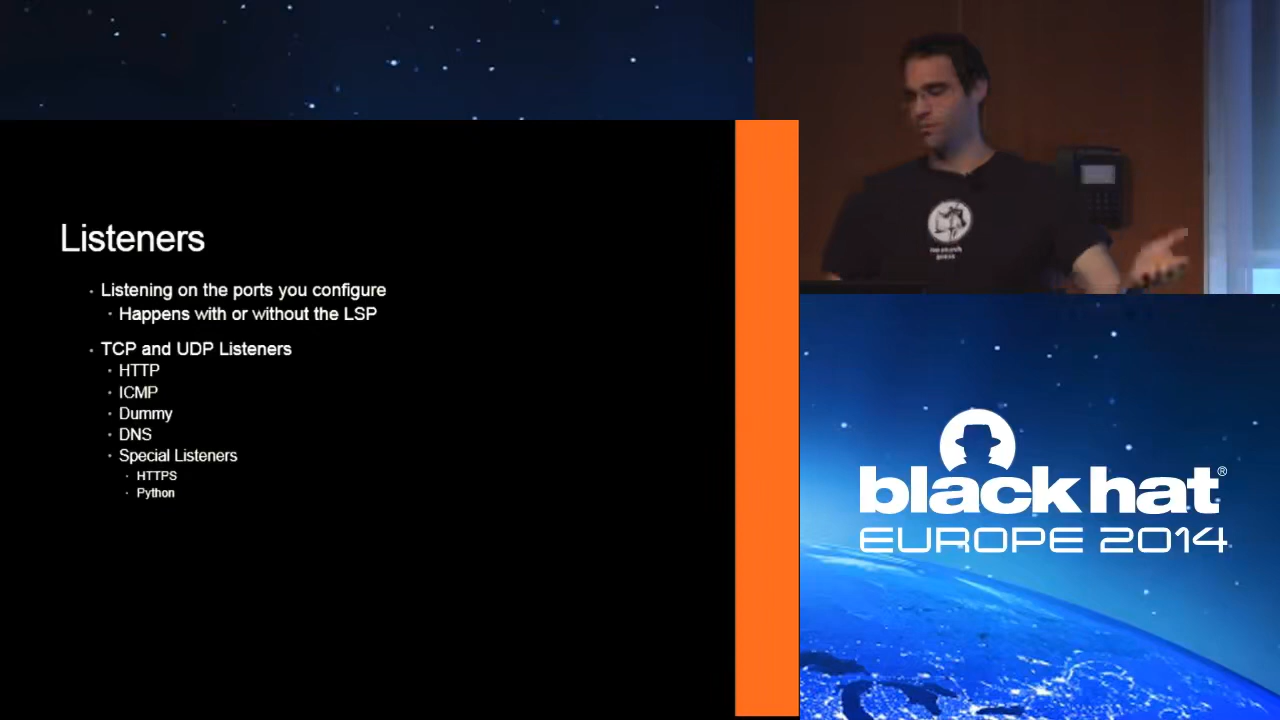 Listeners
Listening on the ports you configure
Happens with or without the LSP
TCP and UDP Listeners
HTTP
ICMP
Dummy
DNS
Special Listeners
HTTPS
Python
black hat®
EUROPE 2014